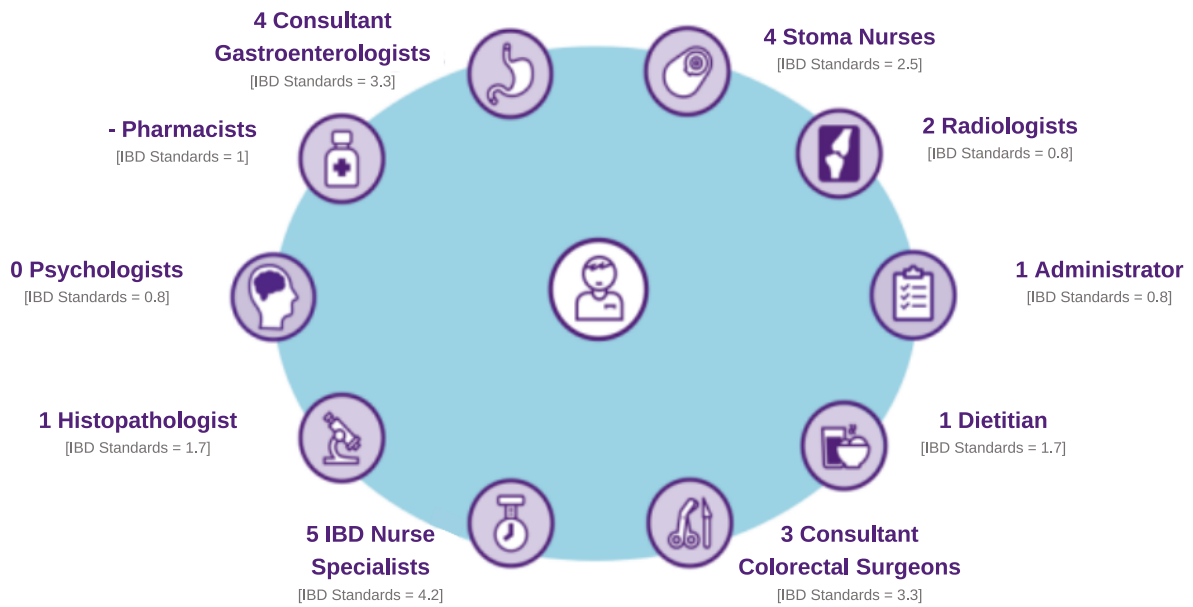 4 Consultant
Gastroenterologists
[IBD Standards = 3.3]
4 Stoma Nurses
[IBD Standards = 2.5]
- Pharmacists
[IBD Standards = 1]
2 Radiologists
[IBD Standards = 0.8]
0 Psychologists
[IBD Standards = 0.8]
1 Administrator
[IBD Standards = 0.8]
1 Histopathologist
[IBD Standards = 1.7]
1 Dietitian
[IBD Standards = 1.7]
5 IBD Nurse
Specialists
[IBD Standards = 4.2]
3 Consultant
Colorectal Surgeons
[IBD Standards = 3.3]